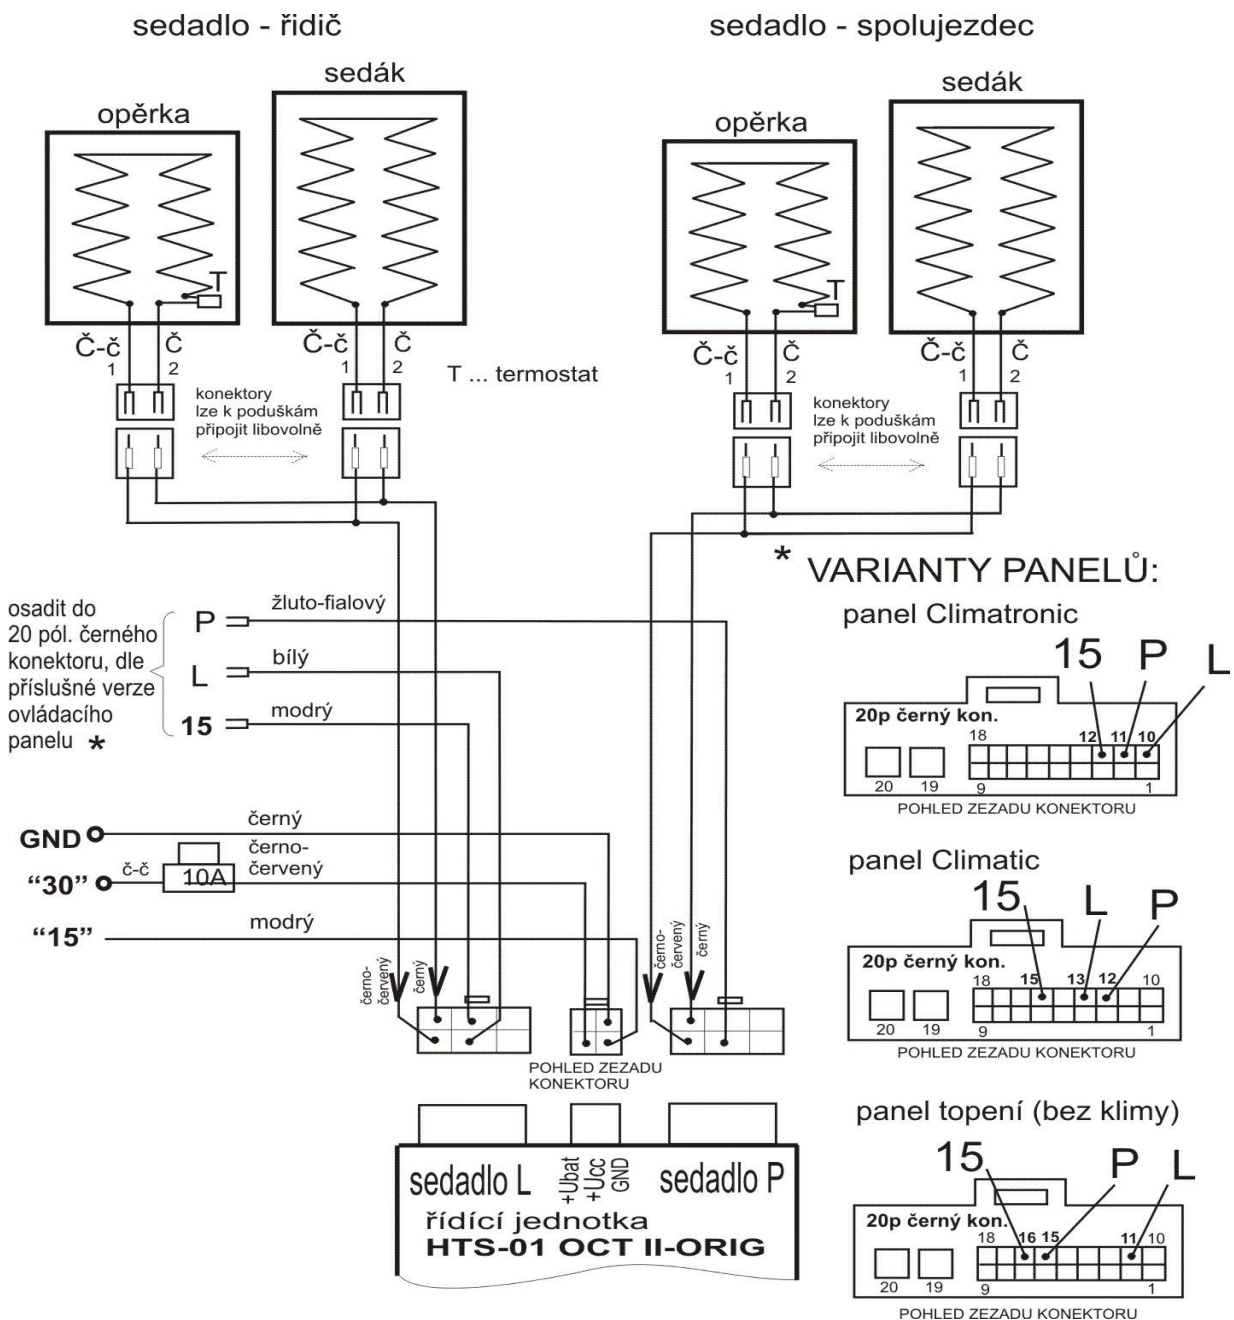 sedadlo - řidič
sedadlo - spolujezdec
sedák
opěrka
T
Č-č
Č
1
2
Č-č
Č
1
2
T ... termostat
konektory
lze k poduškám
připojit libovolně
sedák
opěrka
T
Č-č
Č
1
2
Č-č
Č
1
2
konektory
lze k poduškám
připojit libovolně
osadit do
20 pól. černého
konektoru, dle
příslušné verze
ovládacího
panelu *
P
žluto-fialový
L
bílý
15
modrý
GND
černý
"30"
č-č
10A
černo-
červený
"15"
modrý
černo-
červený
černý
černo-
červený
černý
POHLED ZEZADU
KONEKTORU
sedadlo L
+Ubat
+Ucc
GND
sedadlo P
řídící jednotka
HTS-01 OCT II-ORIG
* VARIANTY PANELŮ:
panel Climatronic
15 P L
20p černý kon.
18 12 11 10
20 19 9 1
POHLED ZEZADU KONEKTORU
panel Climatic
15 L P
20p černý kon.
18 15 13 12 10
20 19 9 1
POHLED ZEZADU KONEKTORU
panel topení (bez klimy)
15 P L
20p černý kon.
18 16 15 11 10
20 19 9 1
POHLED ZEZADU KONEKTORU